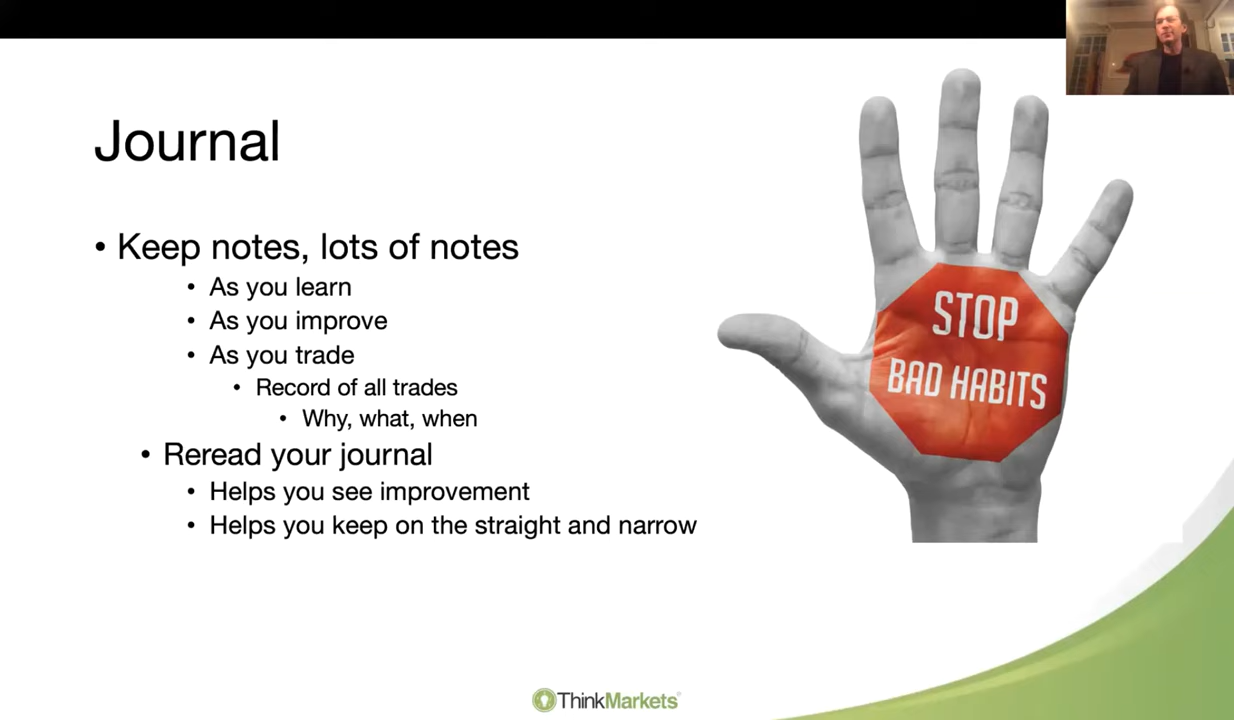 Journal
• Keep notes, lots of notes
• As you learn
• As you improve
• As you trade
• Record of all trades
• Why, what, when
• Reread your journal
• Helps you see improvement
• Helps you keep on the straight and narrow
STOP
BAD HABITS
ThinkMarkets